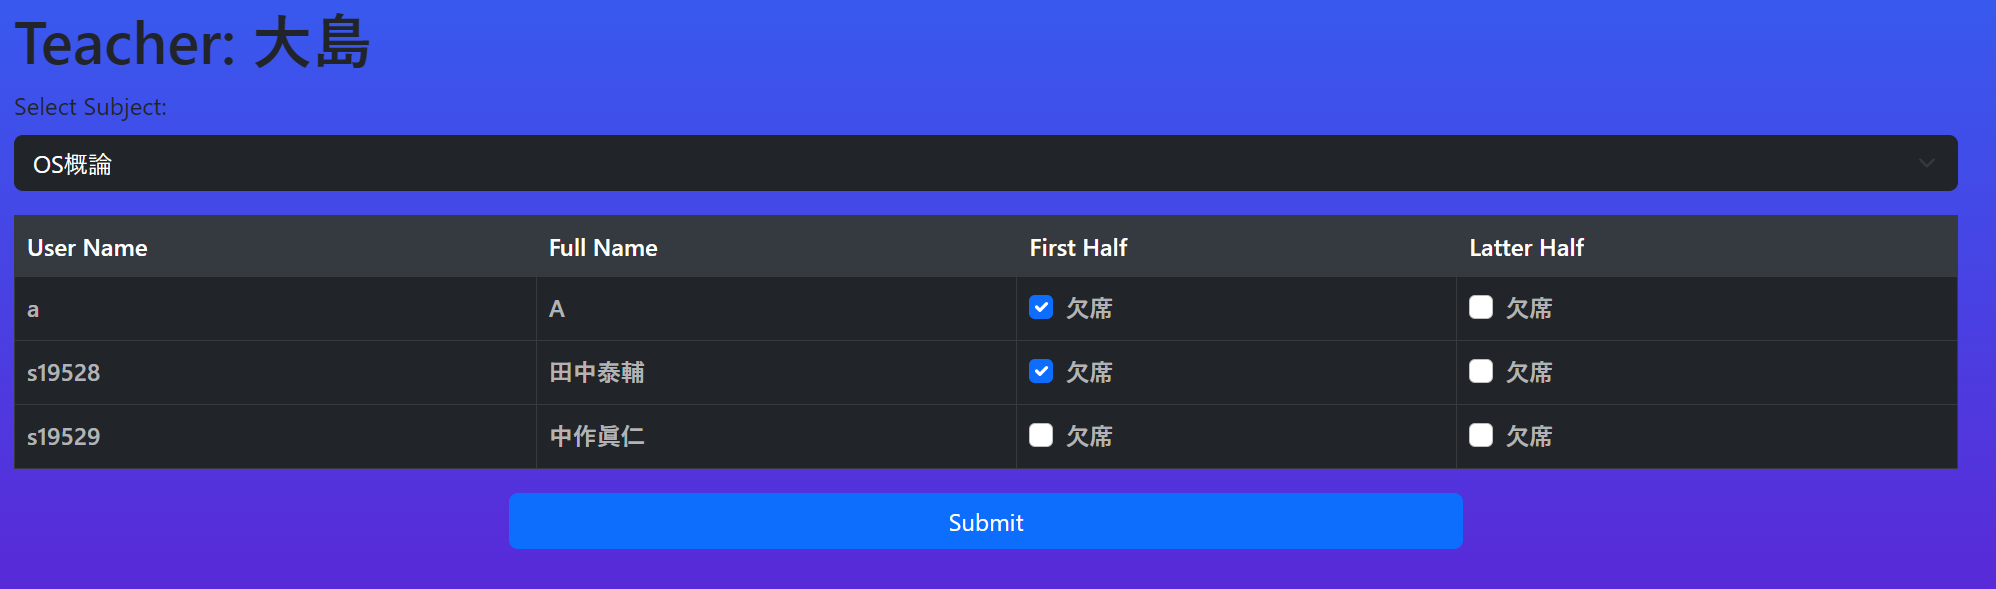 Teacher: 大島
Select Subject:
OS概論
User Name Full Name First Half Latter Half
a A 欠席 欠席
s19528 田中泰輔 欠席 欠席
s19529 中作眞仁 欠席 欠席
Submit